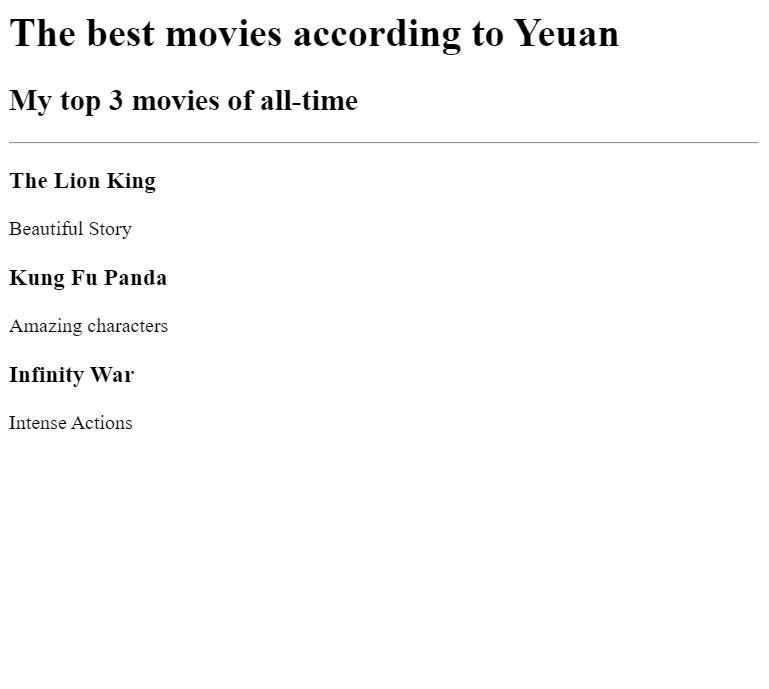 The best movies according to Yeuan
My top 3 movies of all-time
The Lion King
Beautiful Story
Kung Fu Panda
Amazing characters
Infinity War
Intense Actions